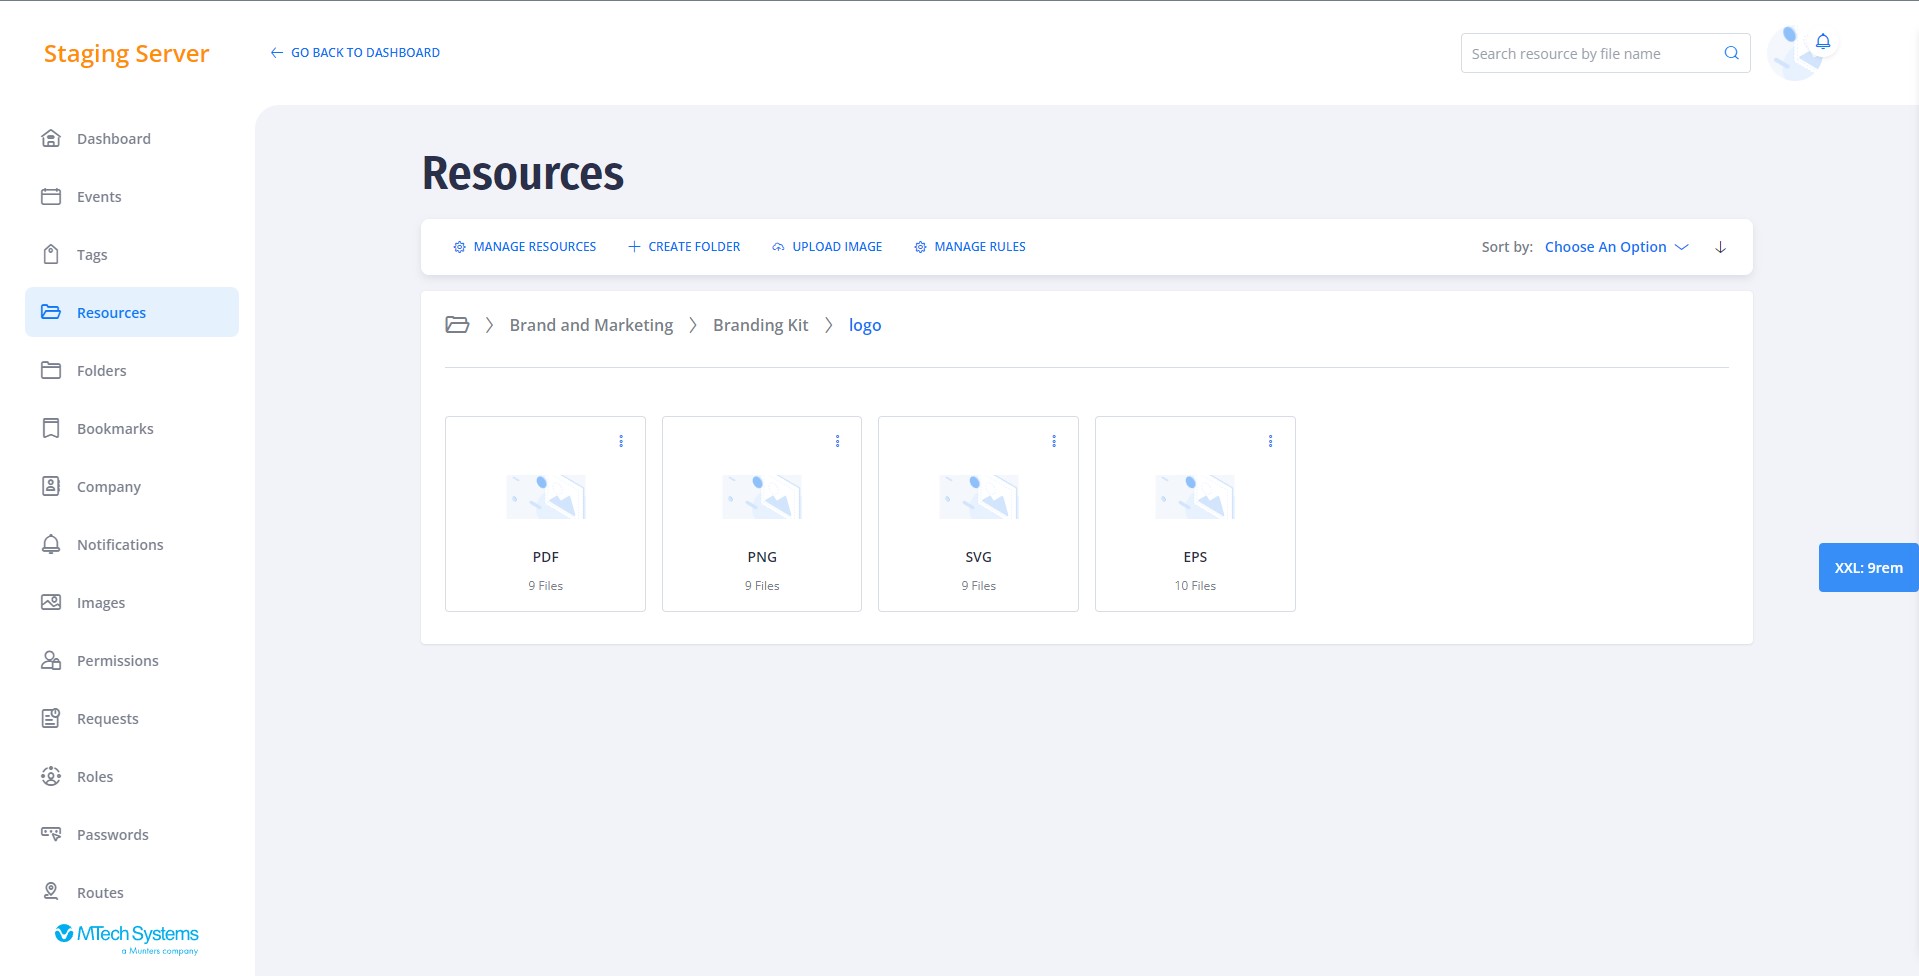 Staging Server
GO BACK TO DASHBOARD
Search resource by file name
Dashboard
Events
Tags
Resources
Folders
Bookmarks
Company
Notifications
Images
Permissions
Requests
Roles
Passwords
Routes
MTech Systems
a Munters company
Resources
MANAGE RESOURCES
CREATE FOLDER
UPLOAD IMAGE
MANAGE RULES
Sort by: Choose An Option
Brand and Marketing
Branding Kit
logo
PDF
9 Files
PNG
9 Files
SVG
9 Files
EPS
10 Files
XXL: 9rem